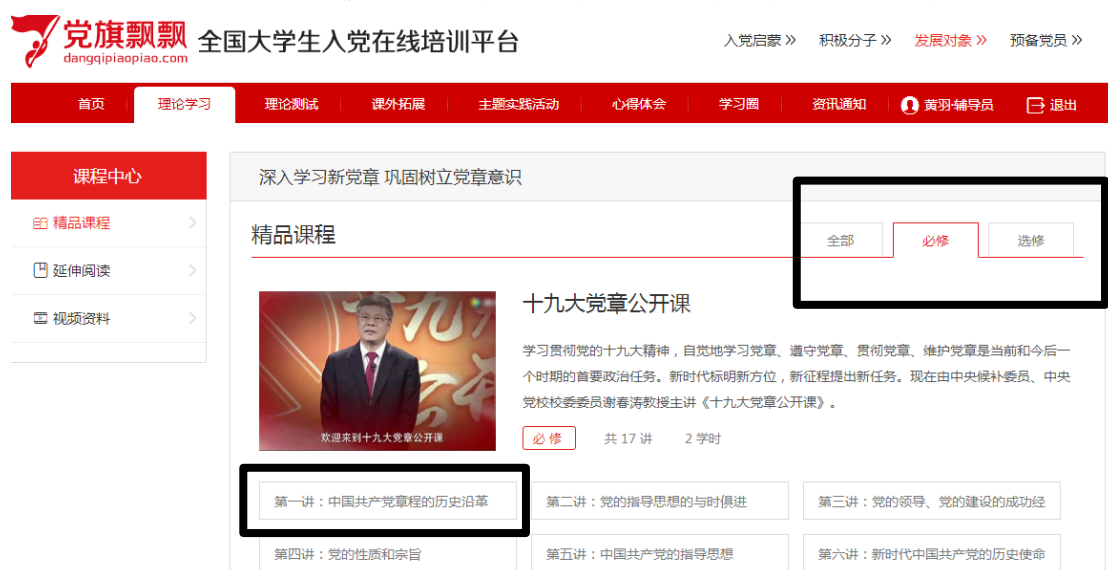 党旗飘飘 全国大学生入党在线培训平台
dangqipiaopiao.com
入党启蒙 » 积极分子 » 发展对象 » 预备党员 »
首页 理论学习 理论测试 课外拓展 主题实践活动 心得体会 学习圈 资讯通知 黄羽-辅导员 退出
课程中心
精品课程
延伸阅读
视频资料
深入学习新党章 巩固树立党章意识
精品课程
全部 必修 选修
欢迎来到十九大党章公开课
十九大党章公开课
学习贯彻党的十九大精神，自觉地学习党章、遵守党章、贯彻党章、维护党章是当前和今后一
个时期的首要政治任务。新时代标明新方位，新征程提出新任务。现在由中央候补委员、中央
党校校委委员谢春涛教授主讲《十九大党章公开课》。
必修 共 17 讲 2 学时
第一讲：中国共产党章程的历史沿革 第二讲：党的指导思想的与时俱进 第三讲：党的领导、党的建设的成功经
第四讲：党的性质和宗旨 第五讲：中国共产党的指导思想 第六讲：新时代中国共产党的历史使命